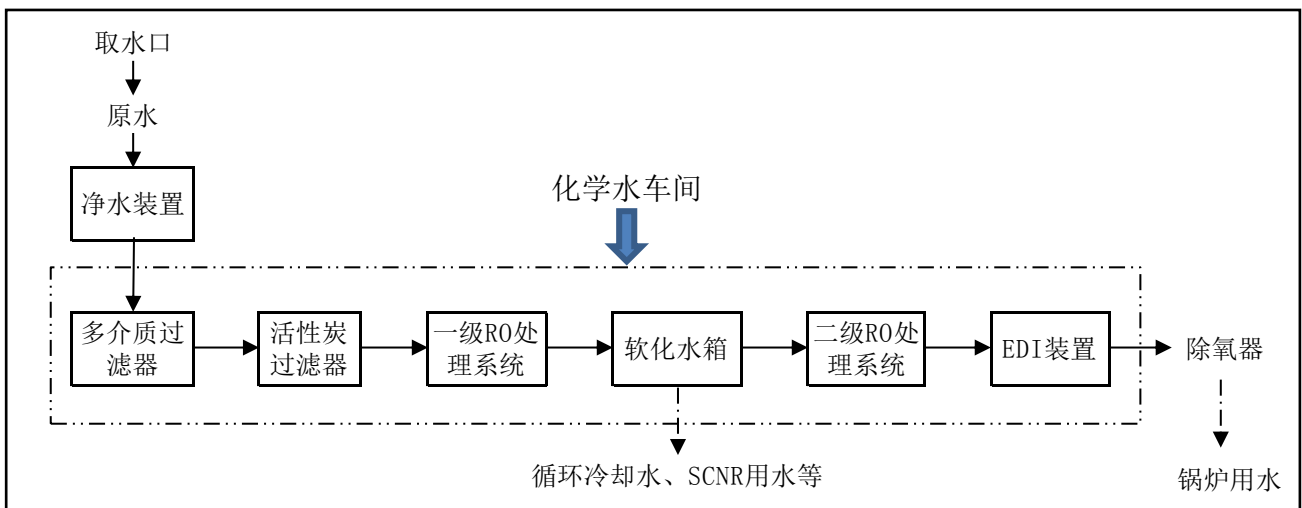 取水口
原水
净水装置
化学水车间
多介质过
滤器
活性炭
过滤器
一级RO处
理系统
软化水箱
二级RO处
理系统
EDI装置
除氧器
循环冷却水、SCNR用水等
锅炉用水